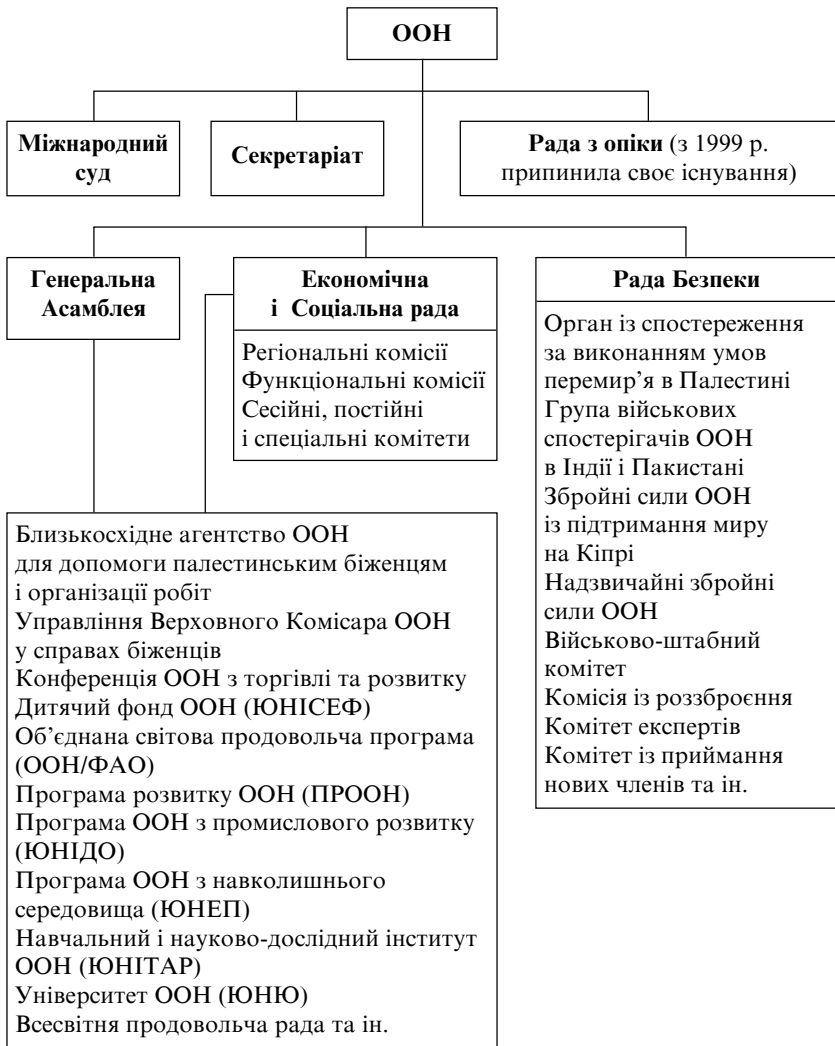 ООН
Міжнародний
суд
Секретаріат
Рада з опіки (з 1999 р.
припинила своє існування)
Генеральна
Асамблея
Економічна
і Соціальна рада
Регіональні комісії
Функціональні комісії
Сесійні, постійні
і спеціальні комітети
Рада Безпеки
Орган із спостереження
за виконанням умов
перемир'я в Палестині
Група військових
спостерігачів ООН
в Індії і Пакистані
Збройні сили ООН
із підтримання миру
на Кіпрі
Надзвичайні збройні
сили ООН
Військово-штабний
комітет
Комісія із роззброєння
Комітет експертів
Комітет із приймання
нових членів та ін.
Близькосхідне агентство ООН
для допомоги палестинським біженцям
і організації робіт
Управління Верховного Комісара ООН
у справах біженців
Конференція ООН з торгівлі та розвитку
Дитячий фонд ООН (ЮНІСЕФ)
Об'єднана світова продовольча програма
(ООН/ФАО)
Програма розвитку ООН (ПРООН)
Програма ООН з промислового розвитку
(ЮНІДО)
Програма ООН з навколишнього
середовища (ЮНЕП)
Навчальний і науково-дослідний інститут
ООН (ЮНІТАР)
Університет ООН (ЮНЮ)
Всесвітня продовольча рада та ін.